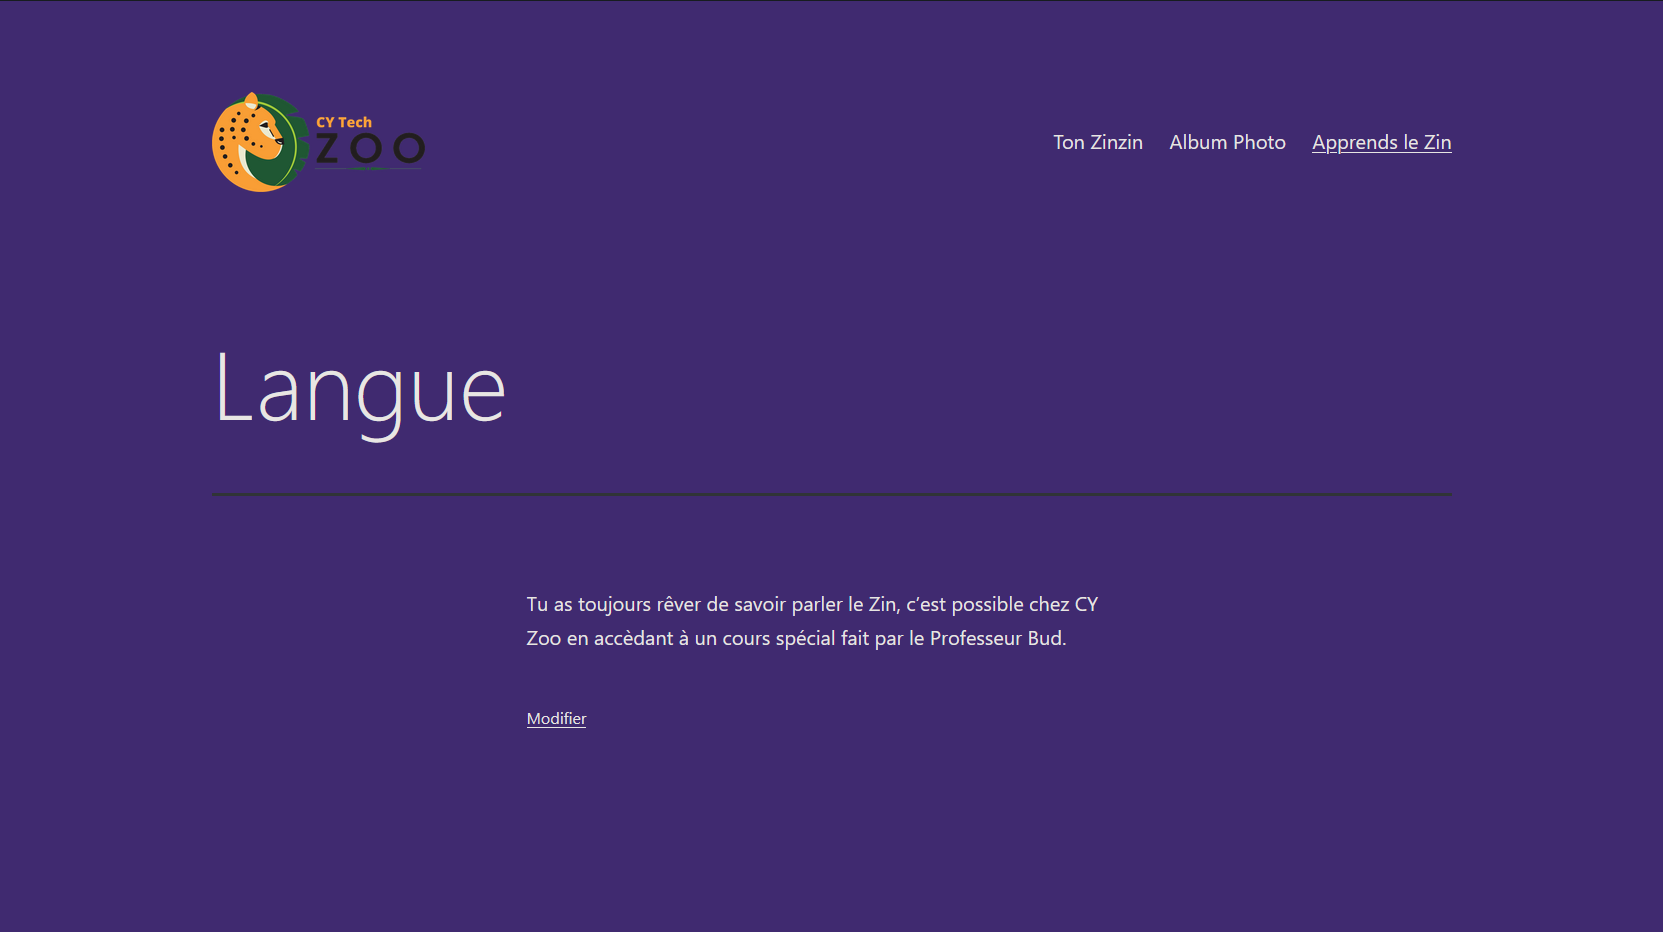 CY Tech
ZOO
Ton Zinzin Album Photo Apprends le Zin
Langue
Tu as toujours rêver de savoir parler le Zin, c’est possible chez CY
Zoo en accèdant à un cours spécial fait par le Professeur Bud.
Modifier